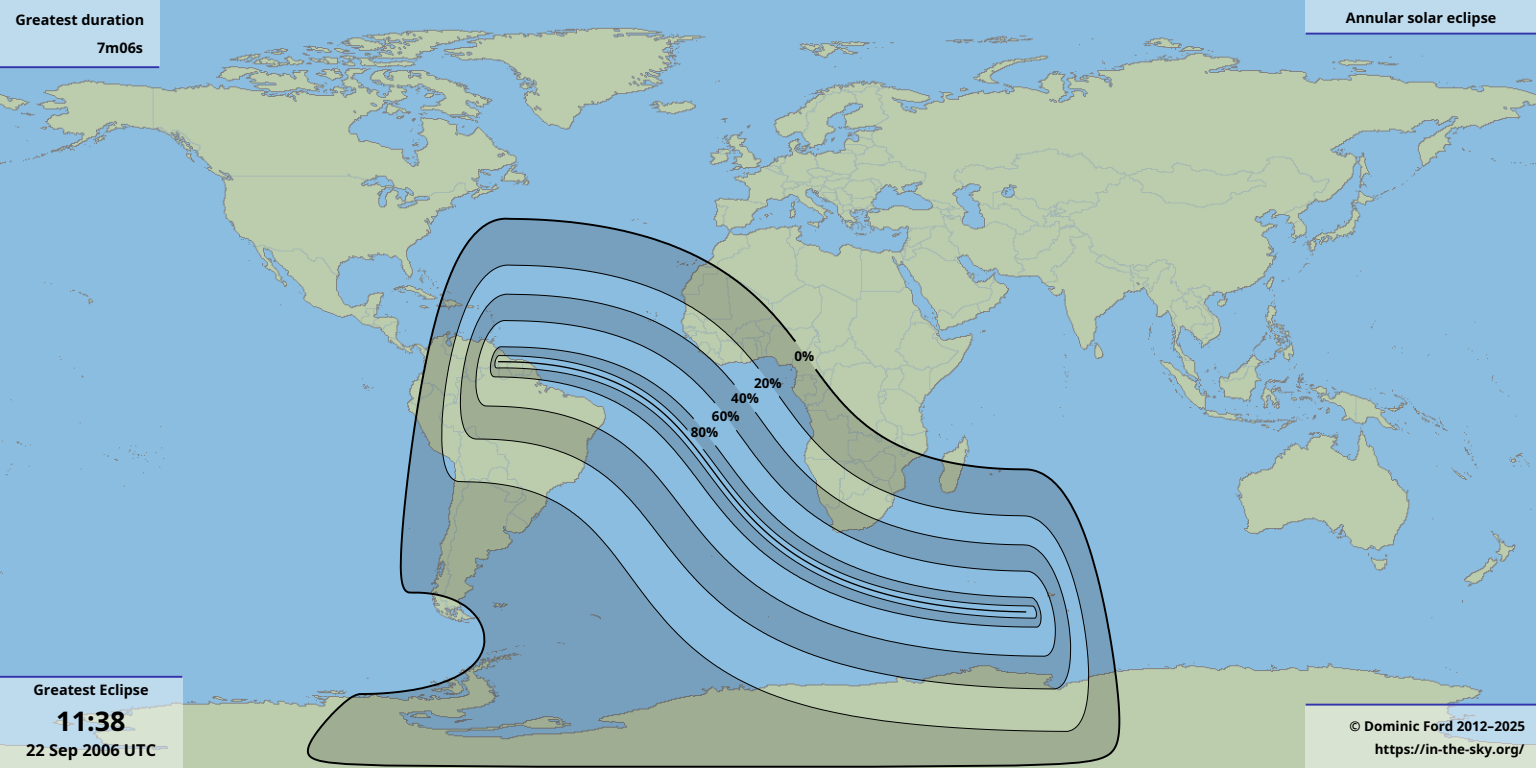 Greatest duration
7m06s
Annular solar eclipse
0%
20%
40%
60%
80%
Greatest Eclipse
11:38
22 Sep 2006 UTC
© Dominic Ford 2012–2025
https://in-the-sky.org/